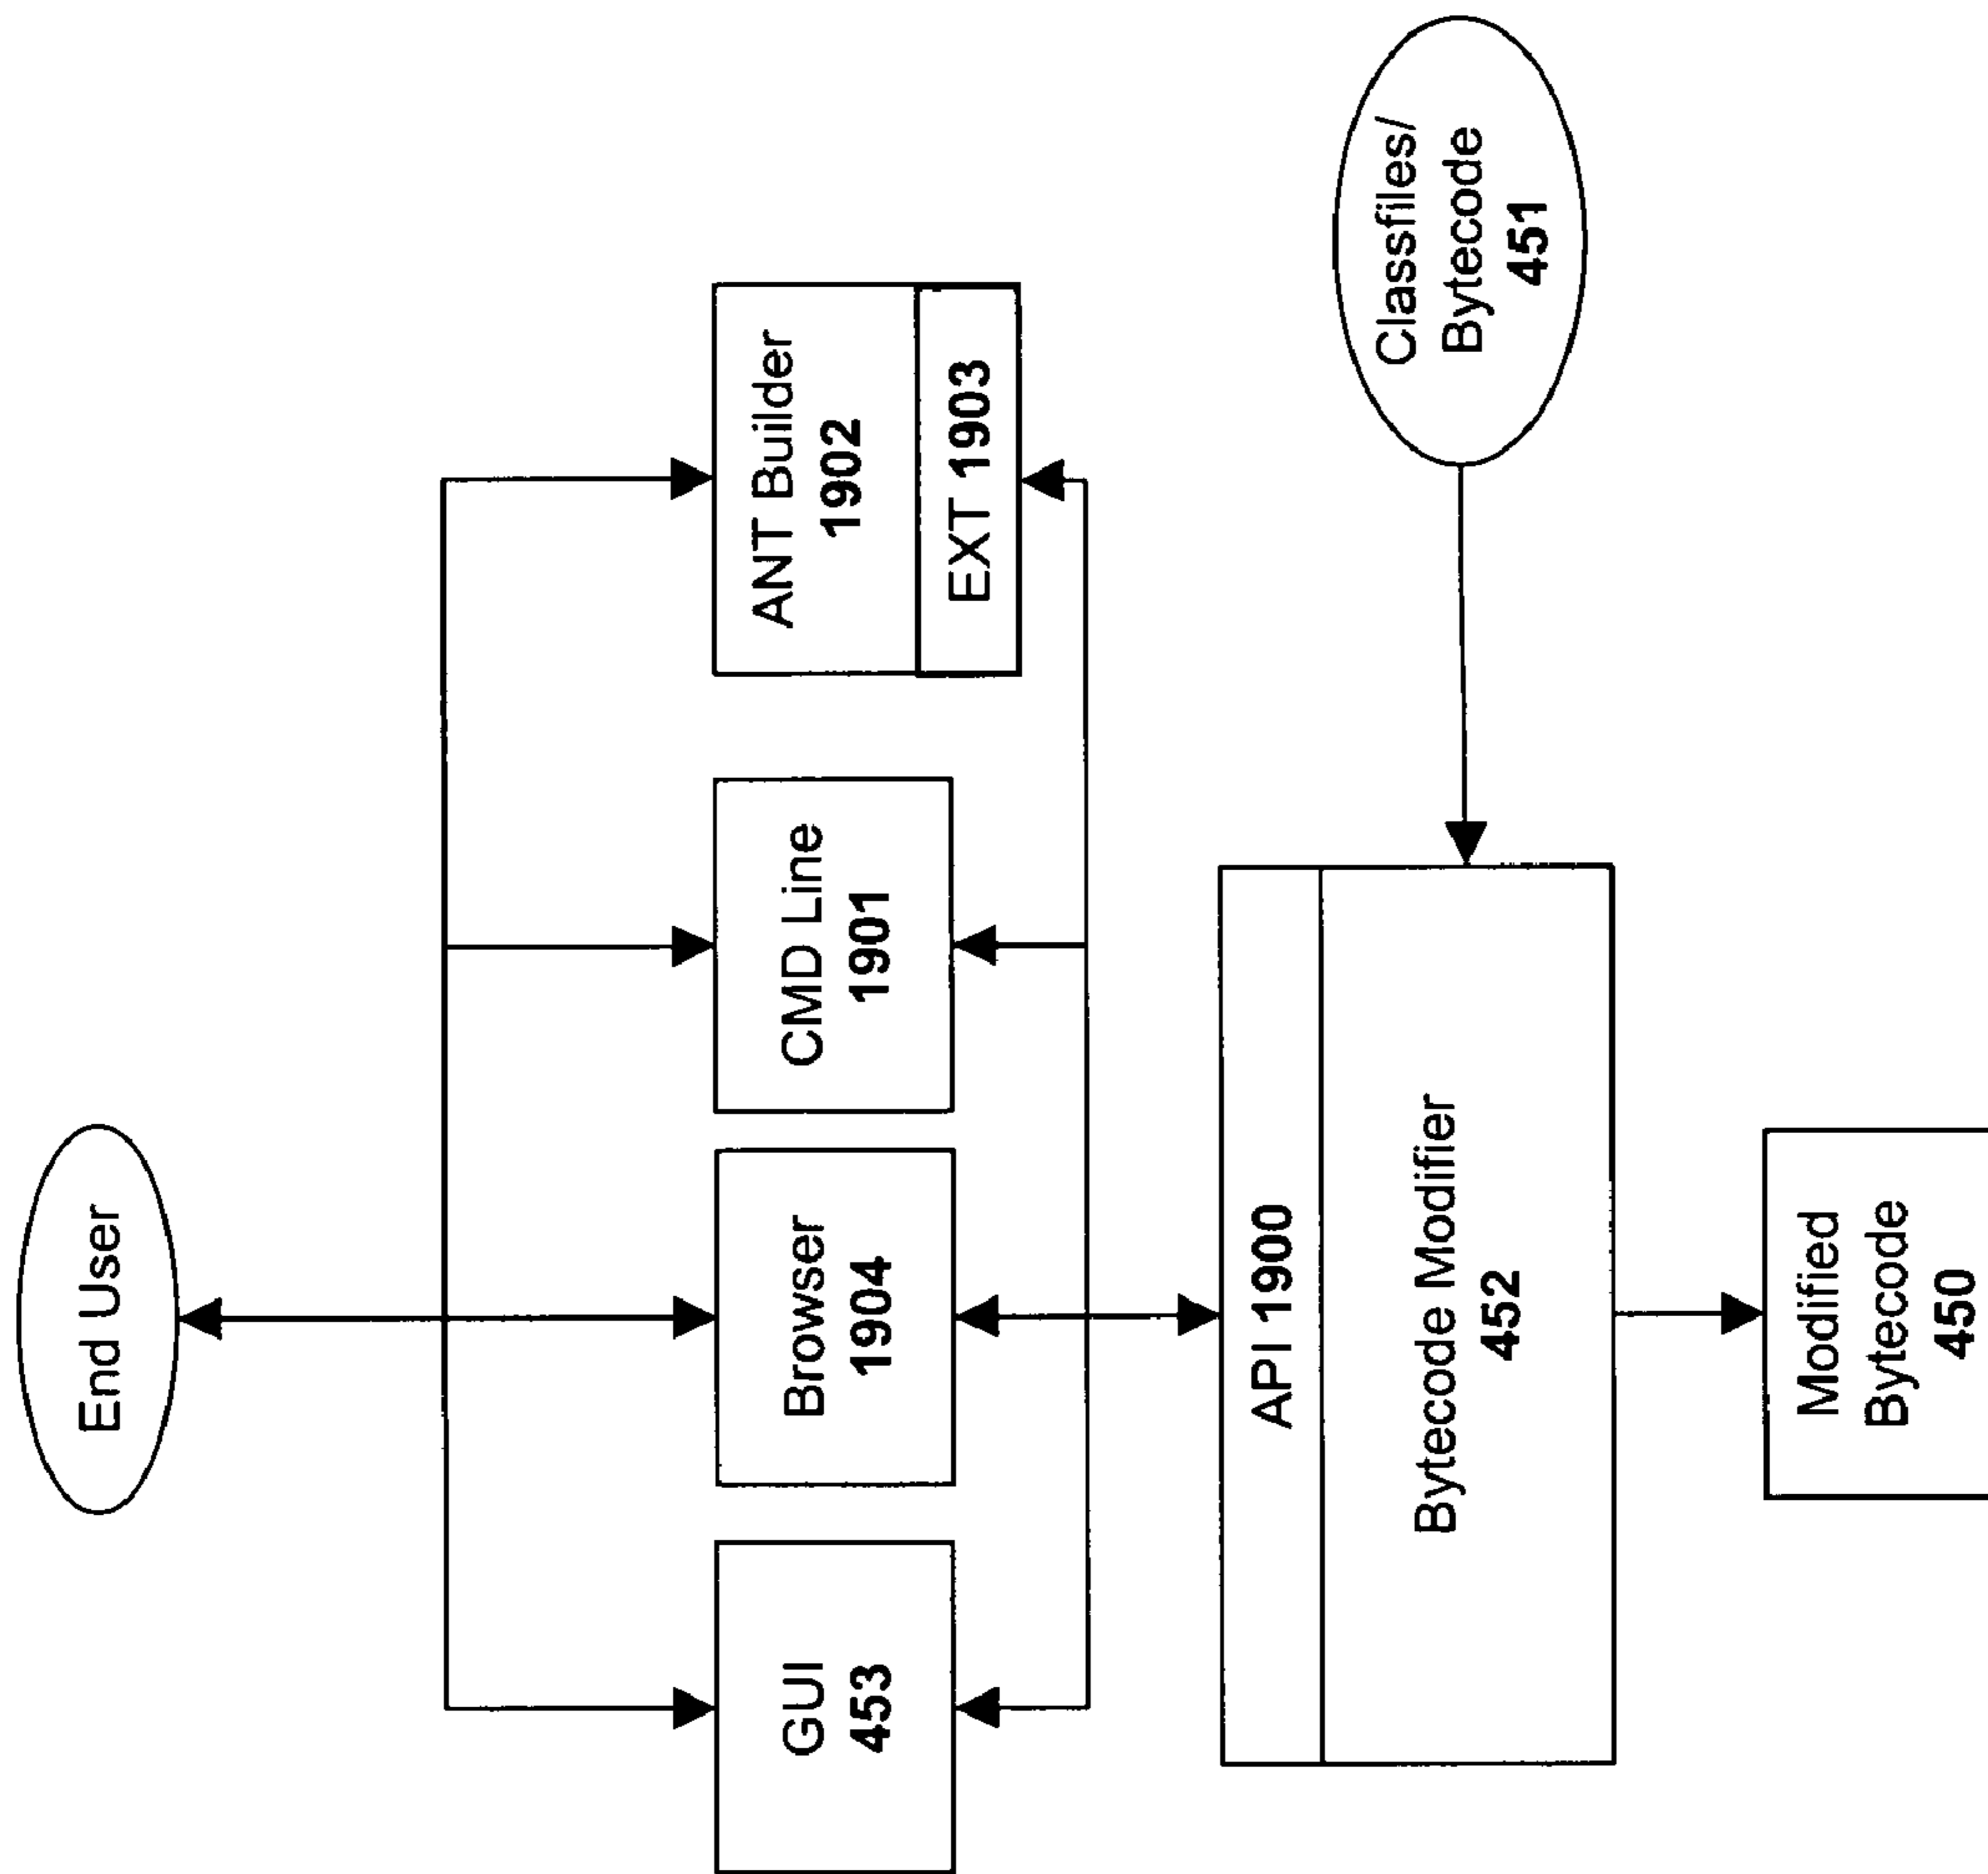 End User
GUI
453
Browser
1904
CMD Line
1901
ANT Builder
1902
EXT 1903
API 1900
Bytecode Modifier
452
Classfiles/
Bytecode
451
Modified
Bytecode
450